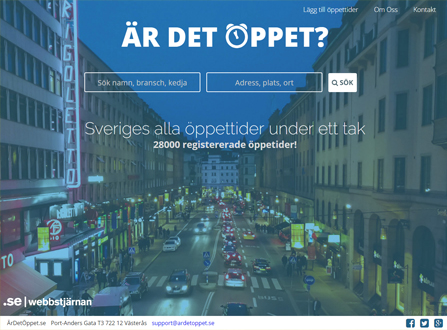 Lägg till öppettider Om Oss Kontakt
ÄR DET ÖPPET?
Sök namn, bransch, kedja
Adress, plats, ort
SÖK
Sveriges alla öppettider under ett tak
28000 registererade öppetider!
RIGOLETTO
.se | webbstjärnan
ÄrDetÖppet.se Port-Anders Gata T3 722 12 Västerås support@ardetoppet.se